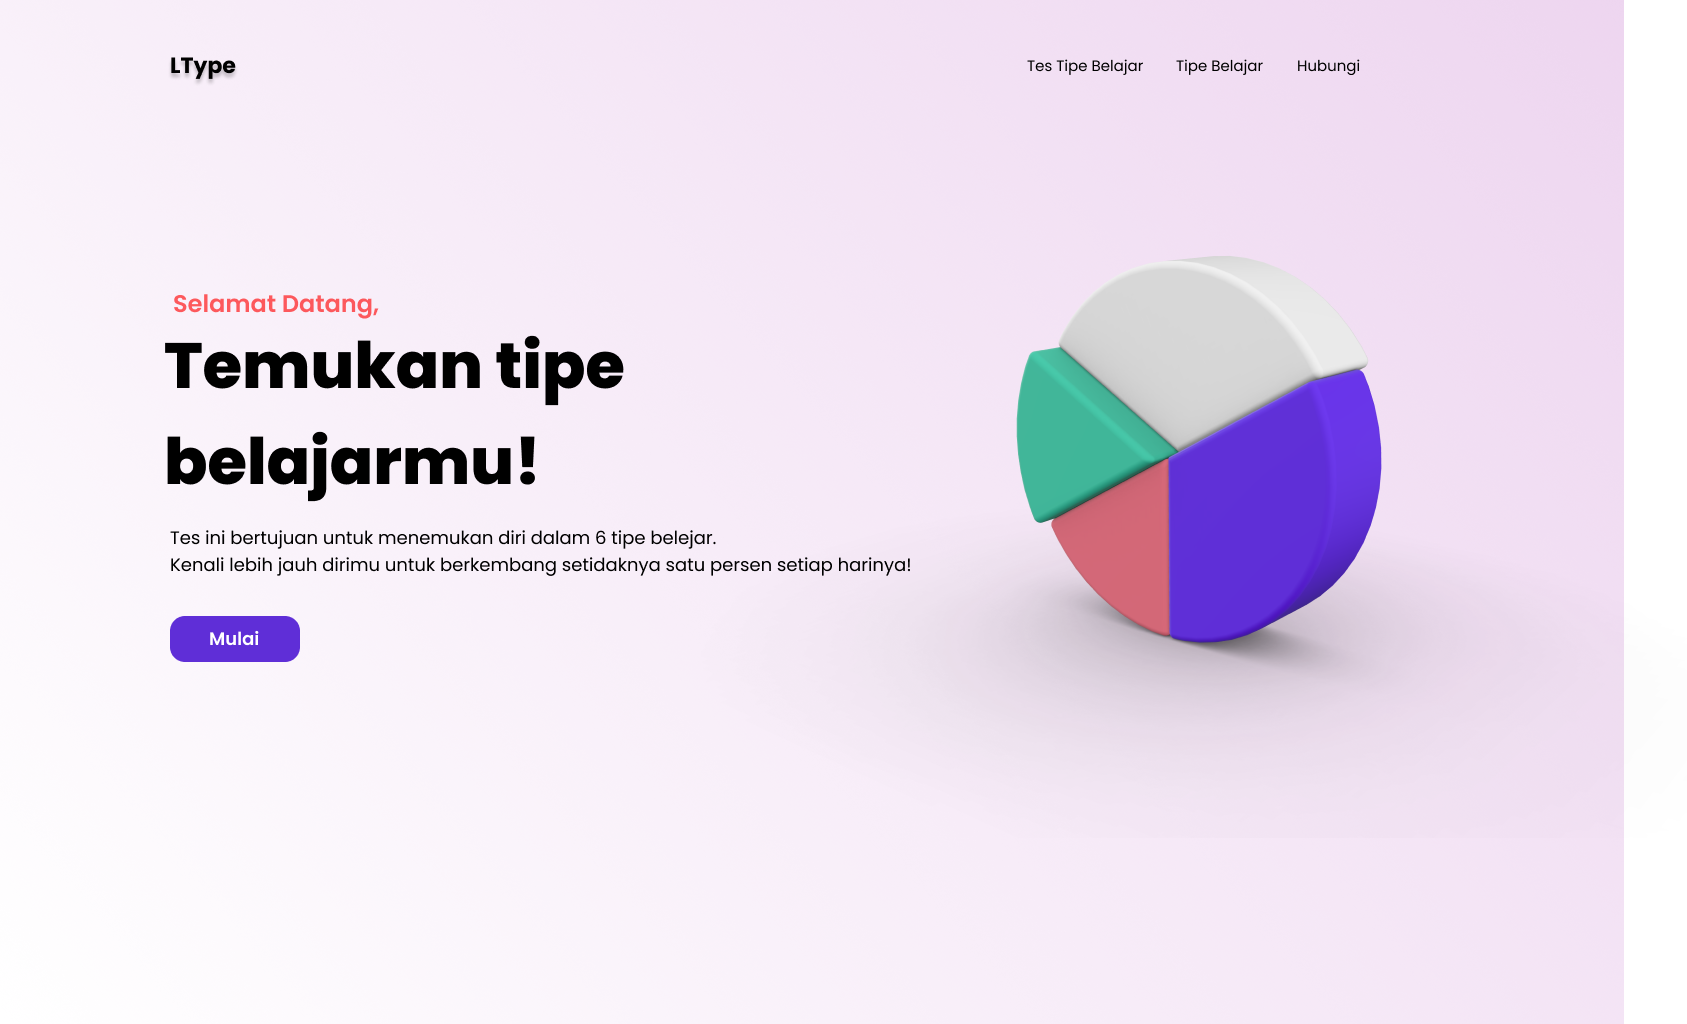 LType
Tes Tipe Belajar Tipe Belajar Hubungi
Selamat Datang,
Temukan tipe
belajarmu!
Tes ini bertujuan untuk menemukan diri dalam 6 tipe belejar.
Kenali lebih jauh dirimu untuk berkembang setidaknya satu persen setiap harinya!
Mulai